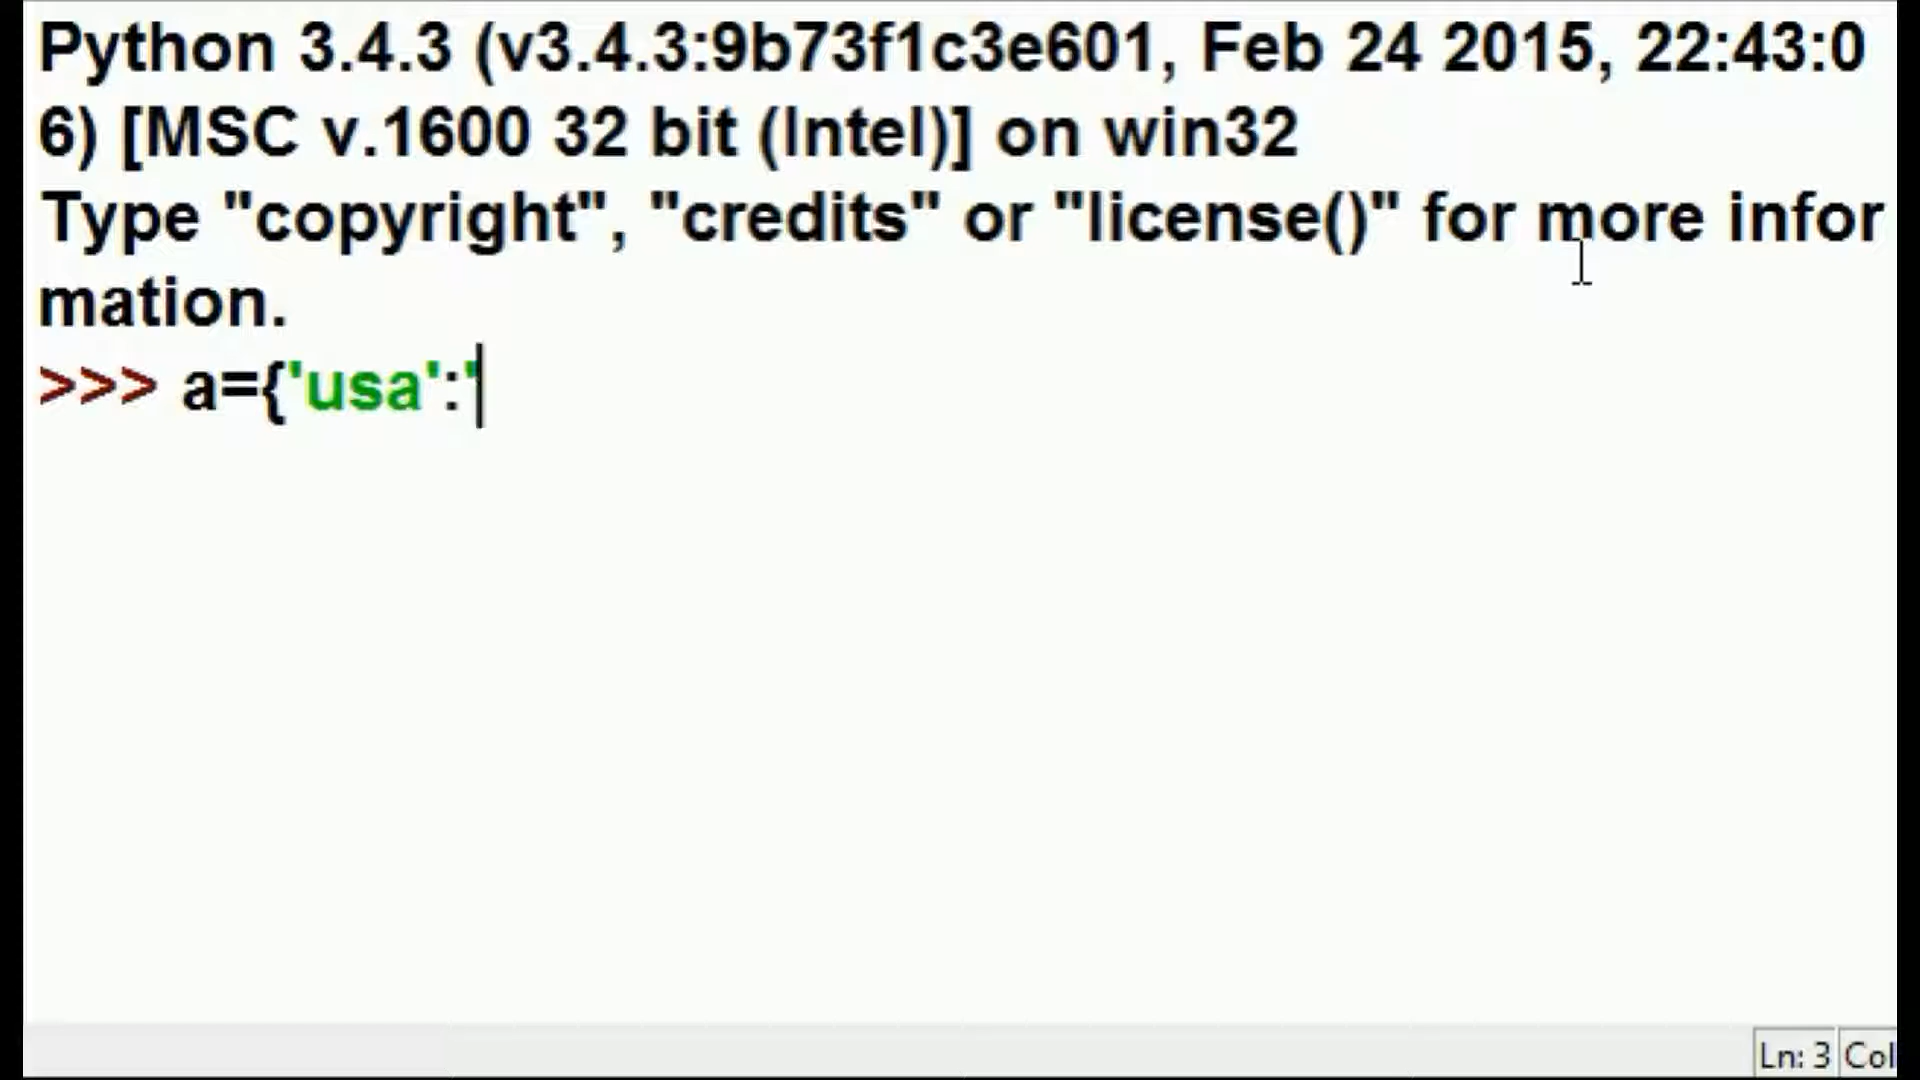 Python 3.4.3 (v3.4.3:9b73f1c3e601, Feb 24 2015, 22:43:0
6) [MSC v.1600 32 bit (Intel)] on win32
Type "copyright", "credits" or "license()" for more infor
mation.
>>> a={'usa':'
Ln: 3 Col